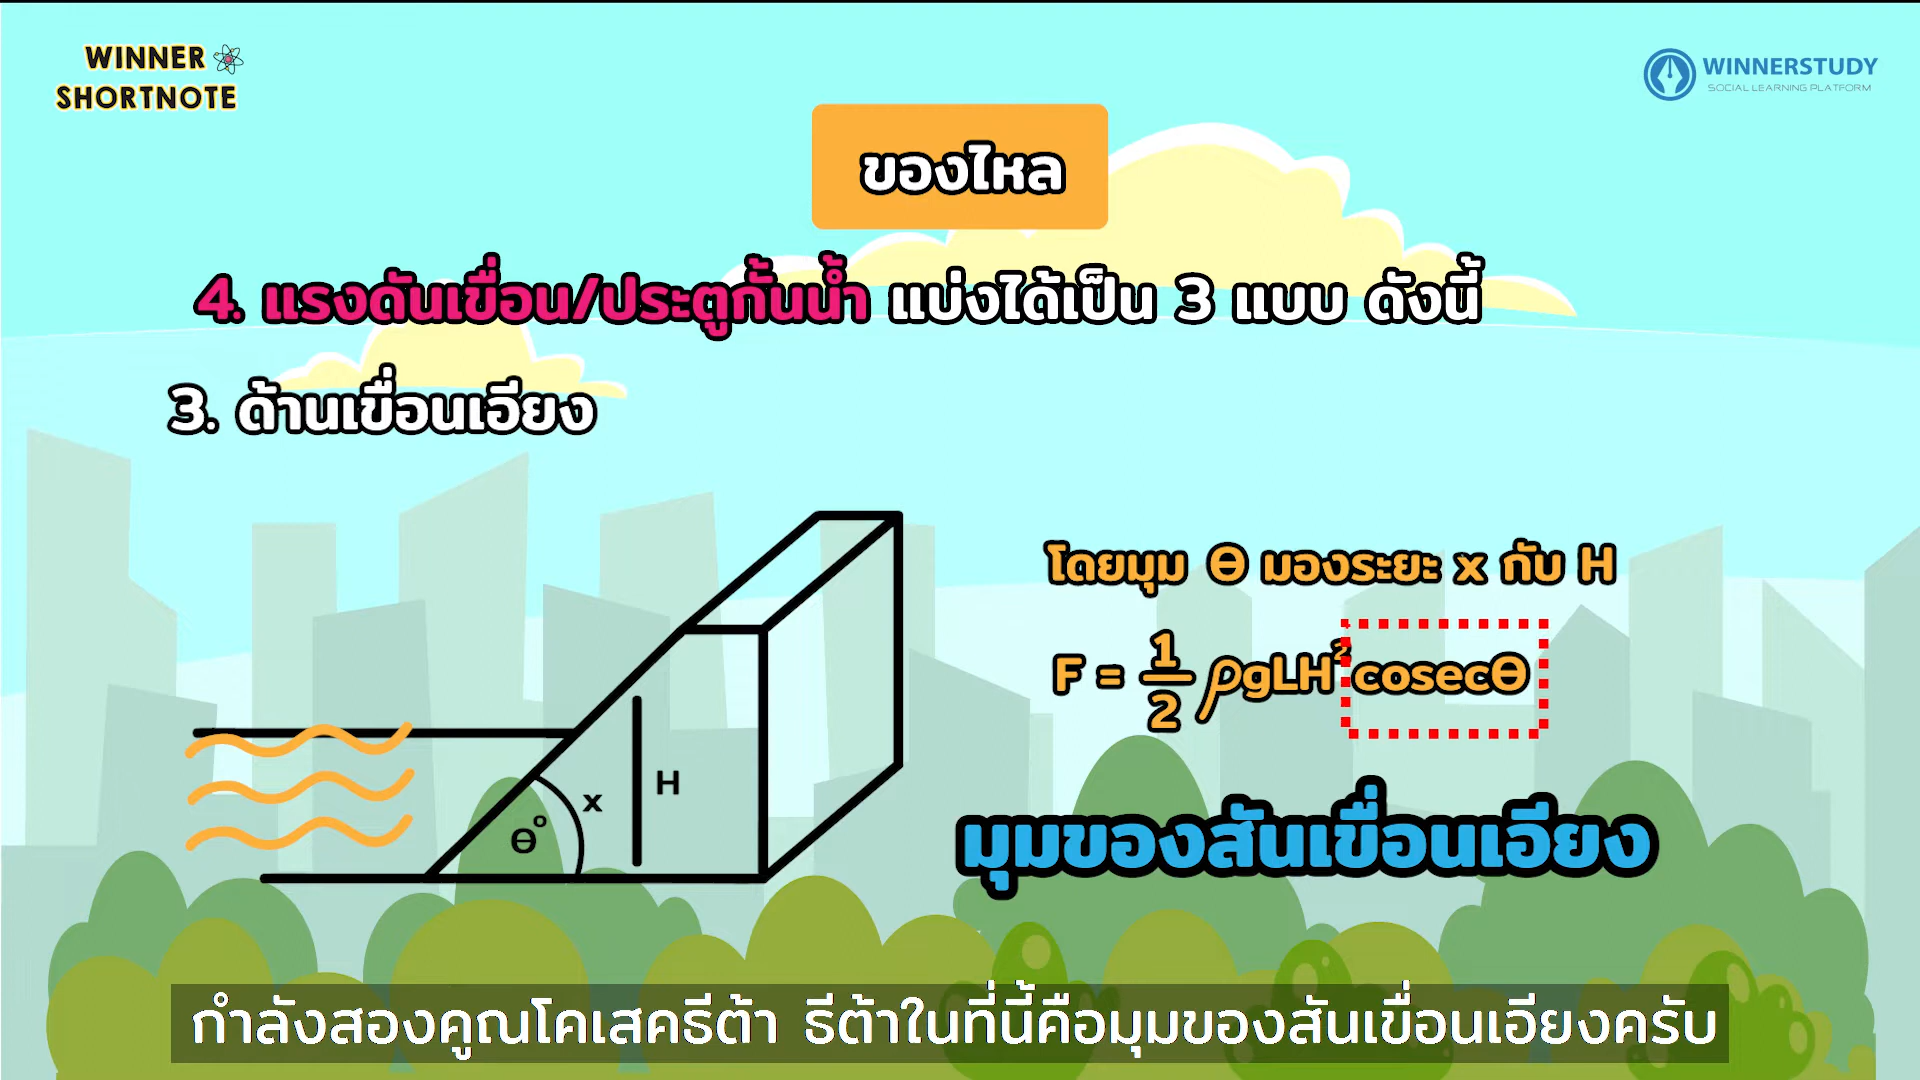 WINNER
SHORTNOTE
WINNERSTUDY
SOCIAL LEARNING PLATFORM
ของไหล
4. แรงดันเขื่อน/ประตูกั้นน้ำ แบ่งได้เป็น 3 แบบ ดังนี้
3. ด้านเขื่อนเอียง
โดยมุม θ มองระยะ x กับ H
F = 1/2 ρgLH² cosecθ
H
x
θ°
มุมของสันเขื่อนเอียง
กำลังสองคูณโคเสคธีต้า ธีต้าในที่นี้คือมุมของสันเขื่อนเอียงครับ